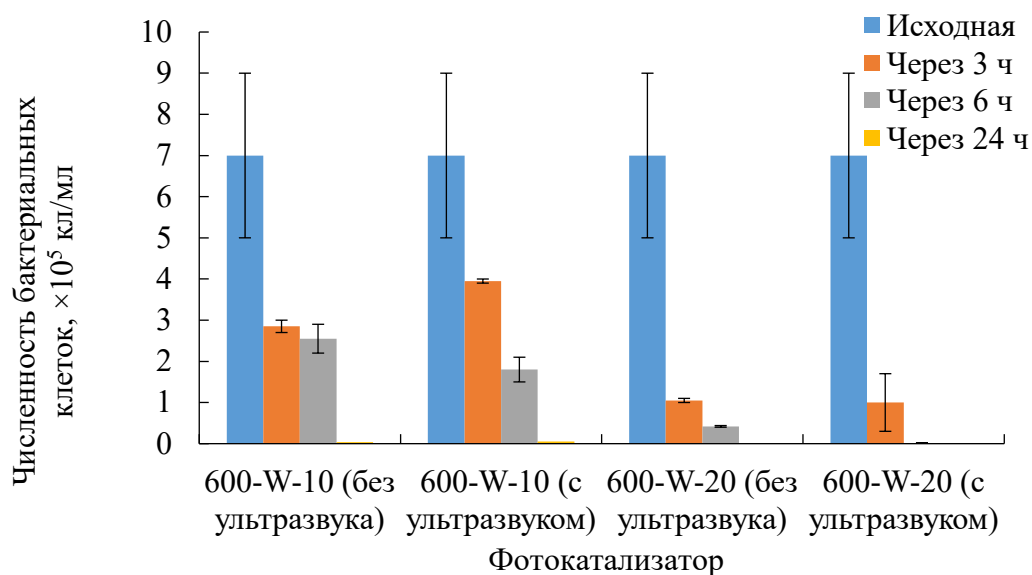 Численность бактериальных
клеток, ×10⁵ кл/мл
10
9
8
7
6
5
4
3
2
1
0
Исходная
Через 3 ч
Через 6 ч
Через 24 ч
600-W-10 (без
ультразвука)
600-W-10 (с
ультразвуком)
600-W-20 (без
ультразвука)
600-W-20 (с
ультразвуком)
Фотокатализатор